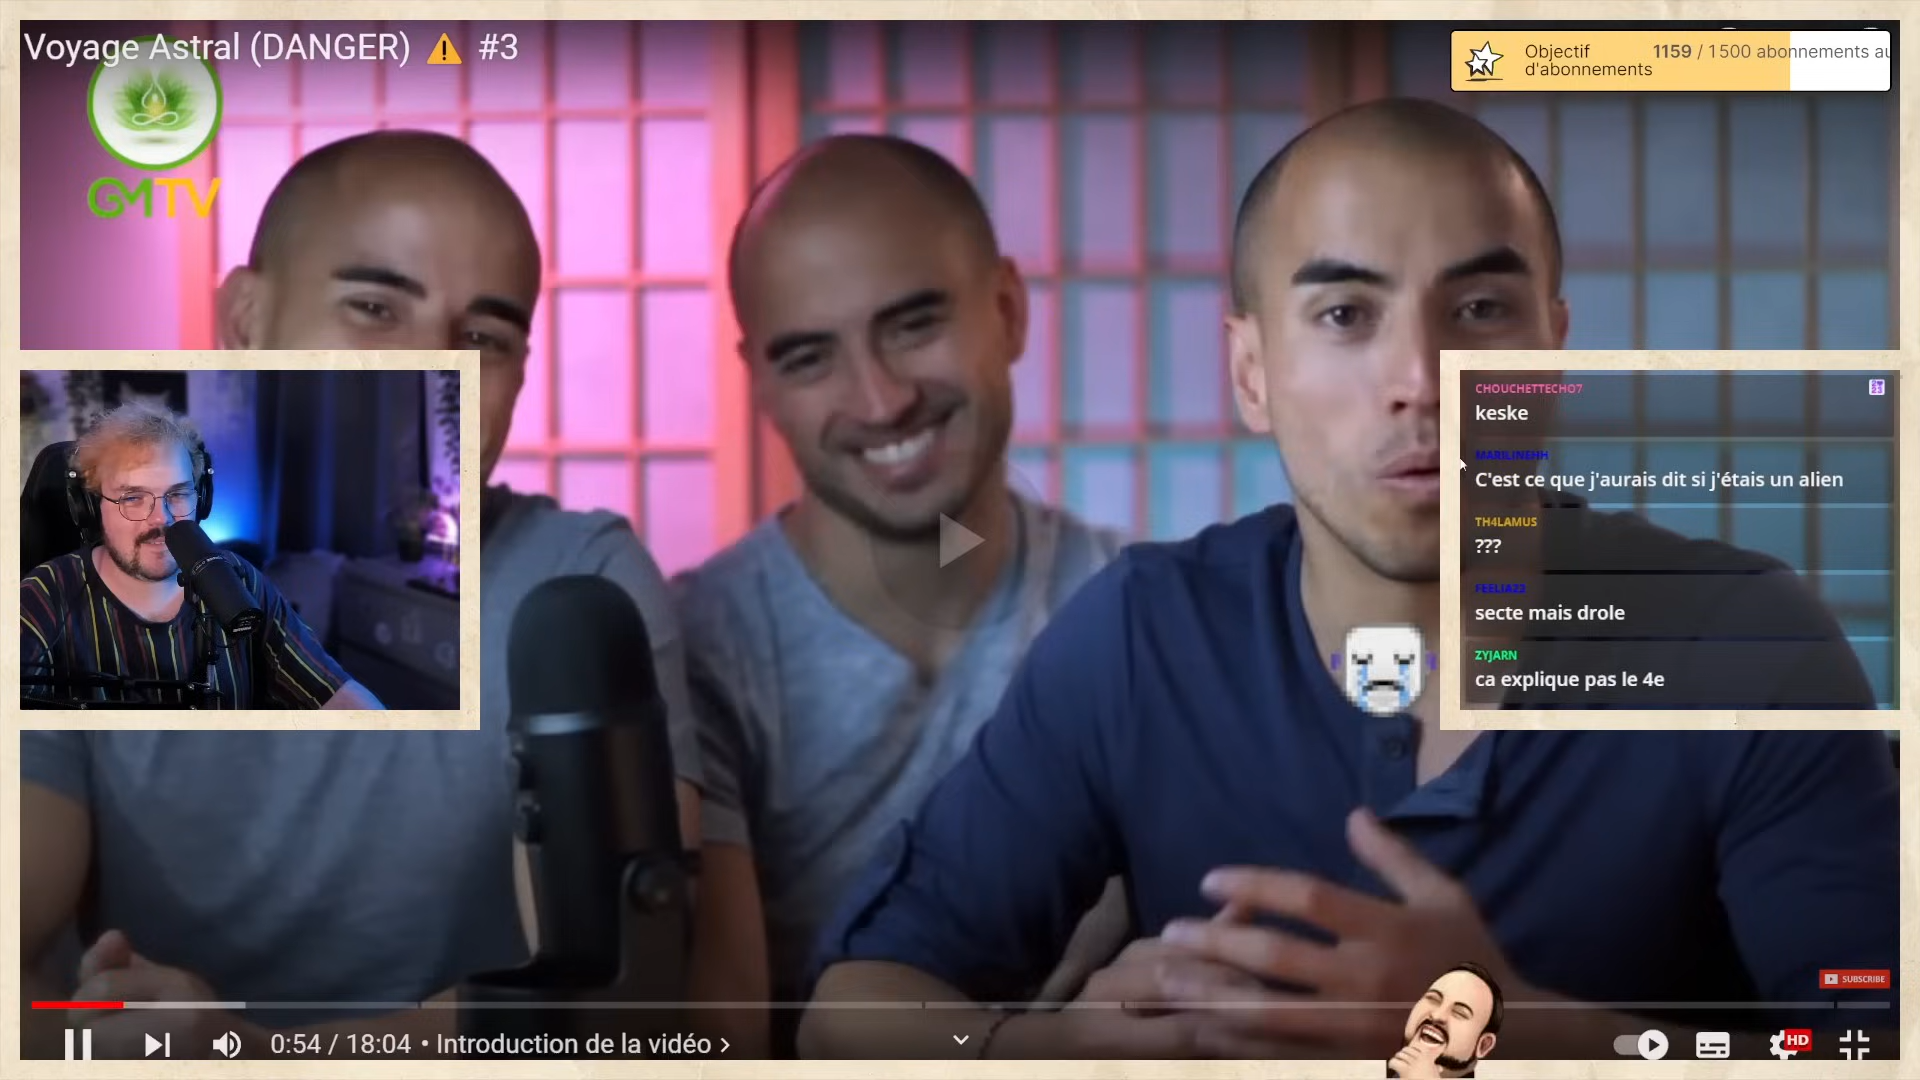 Voyage Astral (DANGER) ⚠ #3
GMTV
Objectif
d'abonnements
1159 / 1500 abonnements au
CHOUCHETTECHO7
keske
MARILINEHH
C'est ce que j'aurais dit si j'étais un alien
TH4LAMUS
???
FEELIA22
secte mais drole
ZYJARN
ca explique pas le 4e
SUBSCRIBE
0:54 / 18:04 • Introduction de la vidéo >
HD